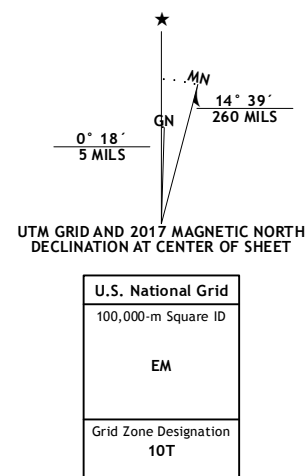 ★
MN
GN
14° 39´
260 MILS
0° 18´
5 MILS
UTM GRID AND 2017 MAGNETIC NORTH
DECLINATION AT CENTER OF SHEET
U.S. National Grid
100,000-m Square ID
EM
Grid Zone Designation
10T